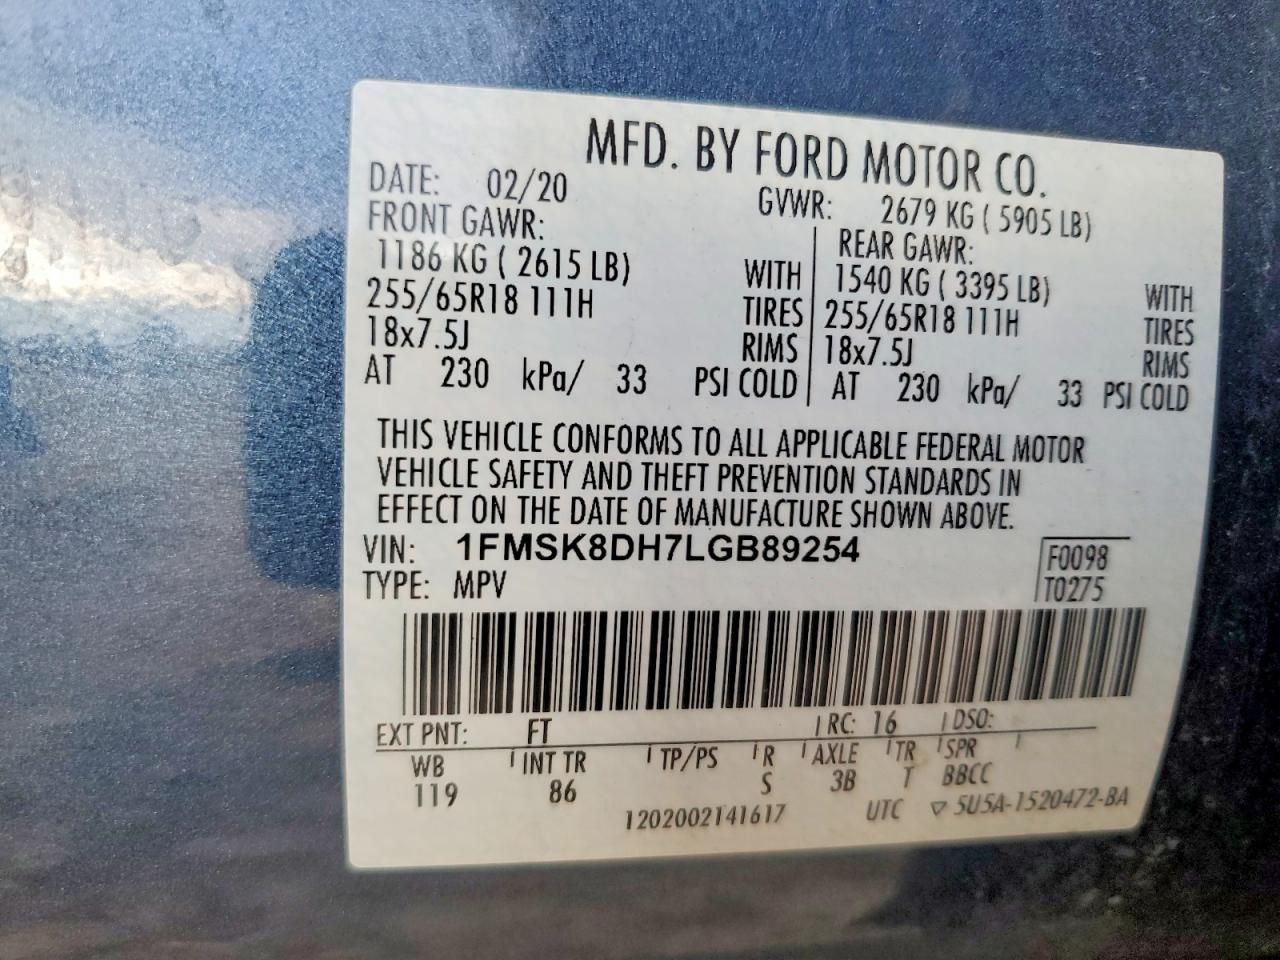 MFD. BY FORD MOTOR CO.
DATE: 02/20 GVWR: 2679 KG ( 5905 LB)
FRONT GAWR: REAR GAWR:
1186 KG ( 2615 LB) WITH 1540 KG ( 3395 LB) WITH
255/65R18 111H TIRES 255/65R18 111H TIRES
18x7.5J RIMS 18x7.5J RIMS
AT 230 kPa/ 33 PSI COLD AT 230 kPa/ 33 PSI COLD
THIS VEHICLE CONFORMS TO ALL APPLICABLE FEDERAL MOTOR
VEHICLE SAFETY AND THEFT PREVENTION STANDARDS IN
EFFECT ON THE DATE OF MANUFACTURE SHOWN ABOVE.
VIN: 1FMSK8DH7LGB89254 F0098
TYPE: MPV T0275
EXT PNT: FT RC: 16 DSO:
WB INT TR TP/PS R AXLE TR SPR
119 86 S 3B T BBCC
1202002141617 UTC ▽ 5U5A-1520472-BA